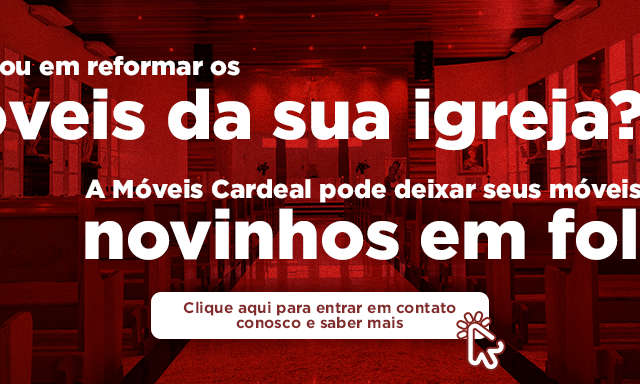 ou em reformar os
óveis da sua igreja?
A Móveis Cardeal pode deixar seus móveis
novinhos em fol
Clique aqui para entrar em contato
conosco e saber mais